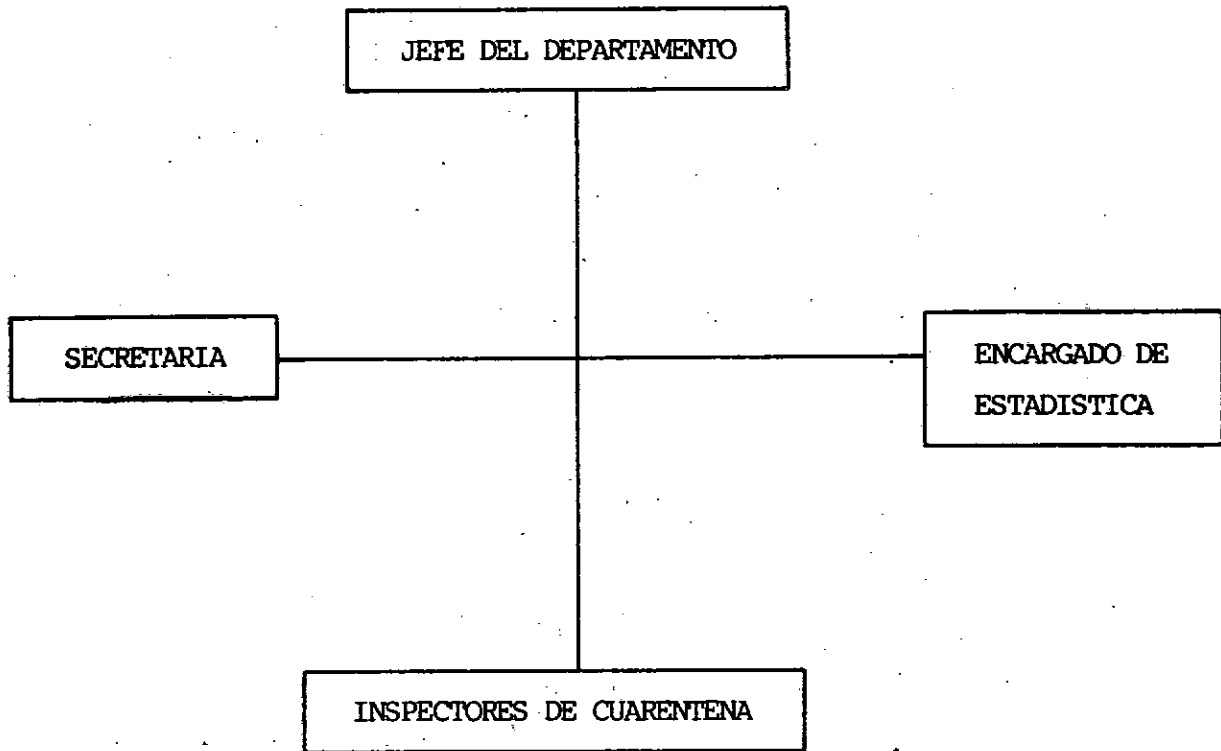 JEFE DEL DEPARTAMENTO
SECRETARIA
ENCARGADO DE
ESTADISTICA
INSPECTORES DE CUARENTENA